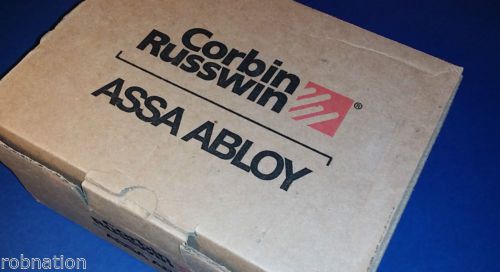 Corbin
Russwin
®
ASSA ABLOY
robnation